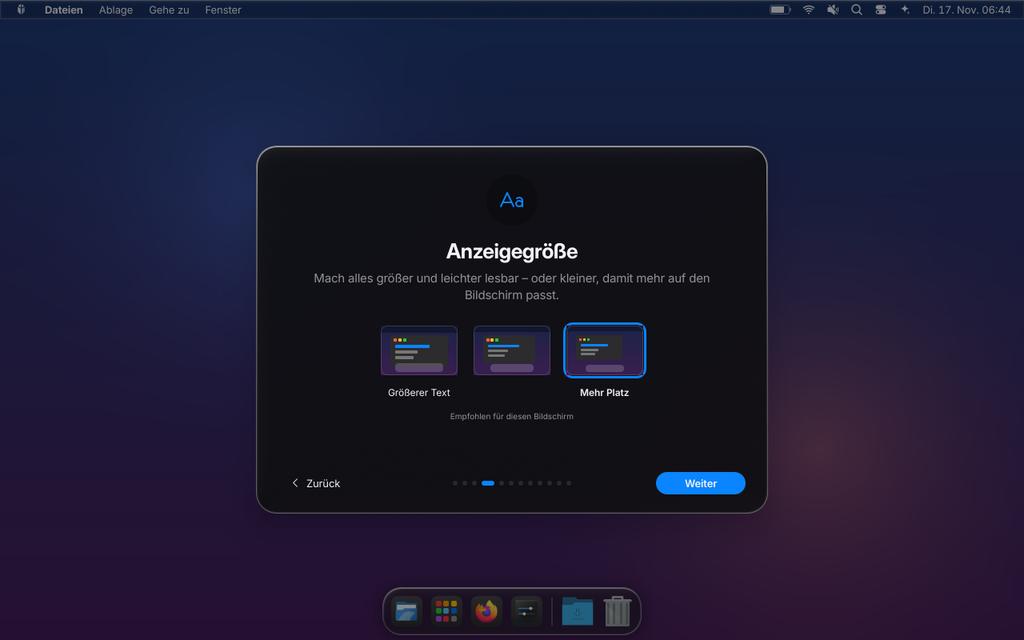 Dateien Ablage Gehe zu Fenster Di. 17. Nov. 06:44
Aa
Anzeigegröße
Mach alles größer und leichter lesbar – oder kleiner, damit mehr auf den
Bildschirm passt.
Größerer Text Mehr Platz
Empfohlen für diesen Bildschirm
Zurück Weiter